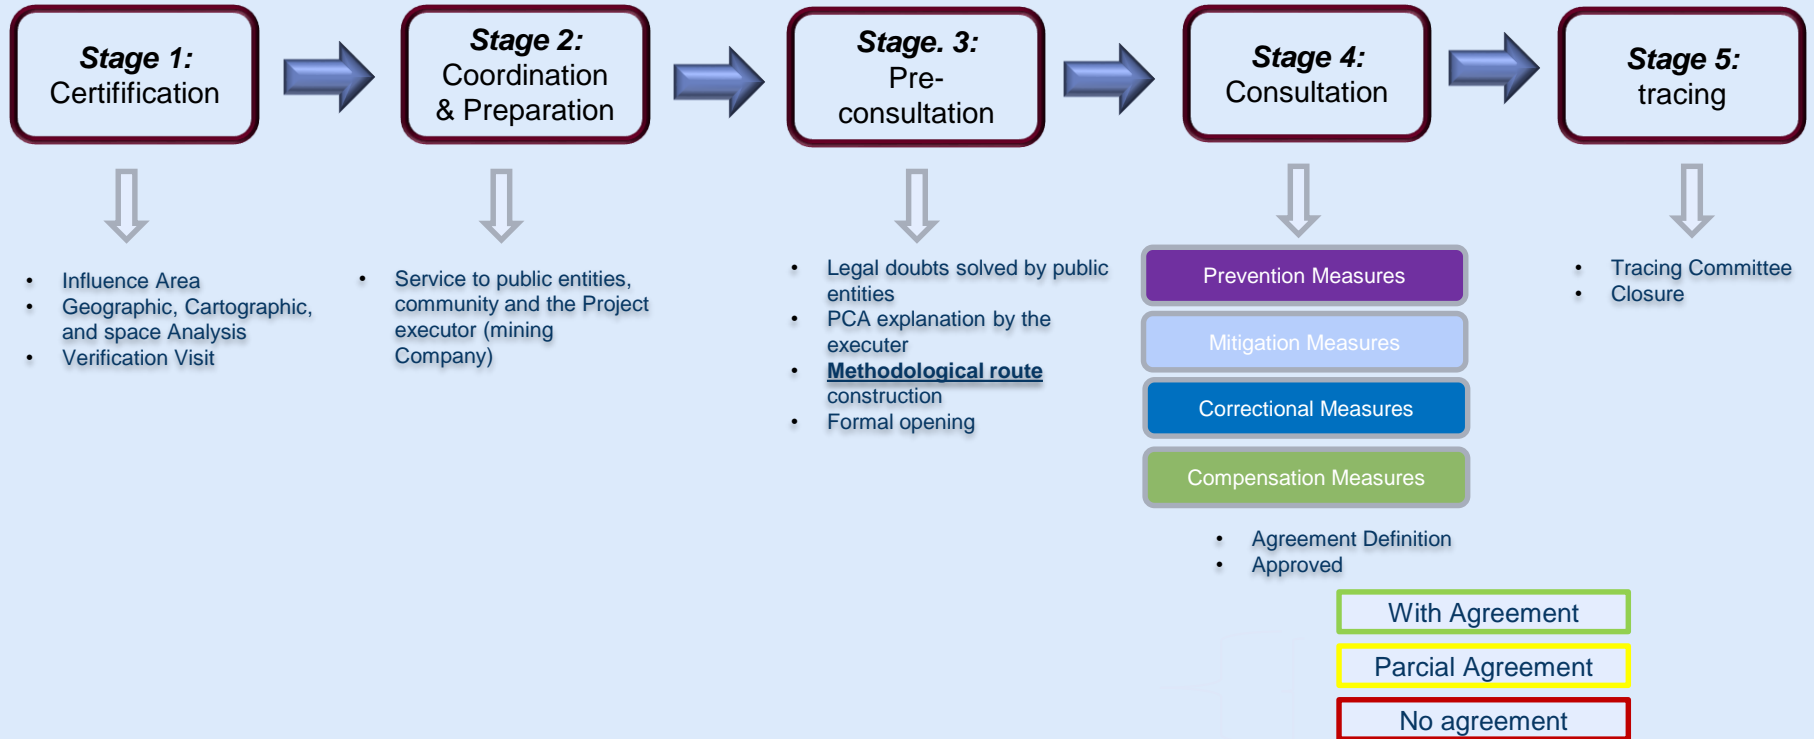 Stage 1:
Certifification
Stage 2:
Coordination
& Preparation
Stage. 3:
Pre-
consultation
Stage 4:
Consultation
Stage 5:
tracing
• Influence Area
• Geographic, Cartographic,
and space Analysis
• Verification Visit
• Service to public entities,
community and the Project
executor (mining
Company)
• Legal doubts solved by public
entities
• PCA explanation by the
executer
• Methodological route
construction
• Formal opening
Prevention Measures
Mitigation Measures
Correctional Measures
Compensation Measures
• Agreement Definition
• Approved
With Agreement
Parcial Agreement
No agreement
• Tracing Committee
• Closure